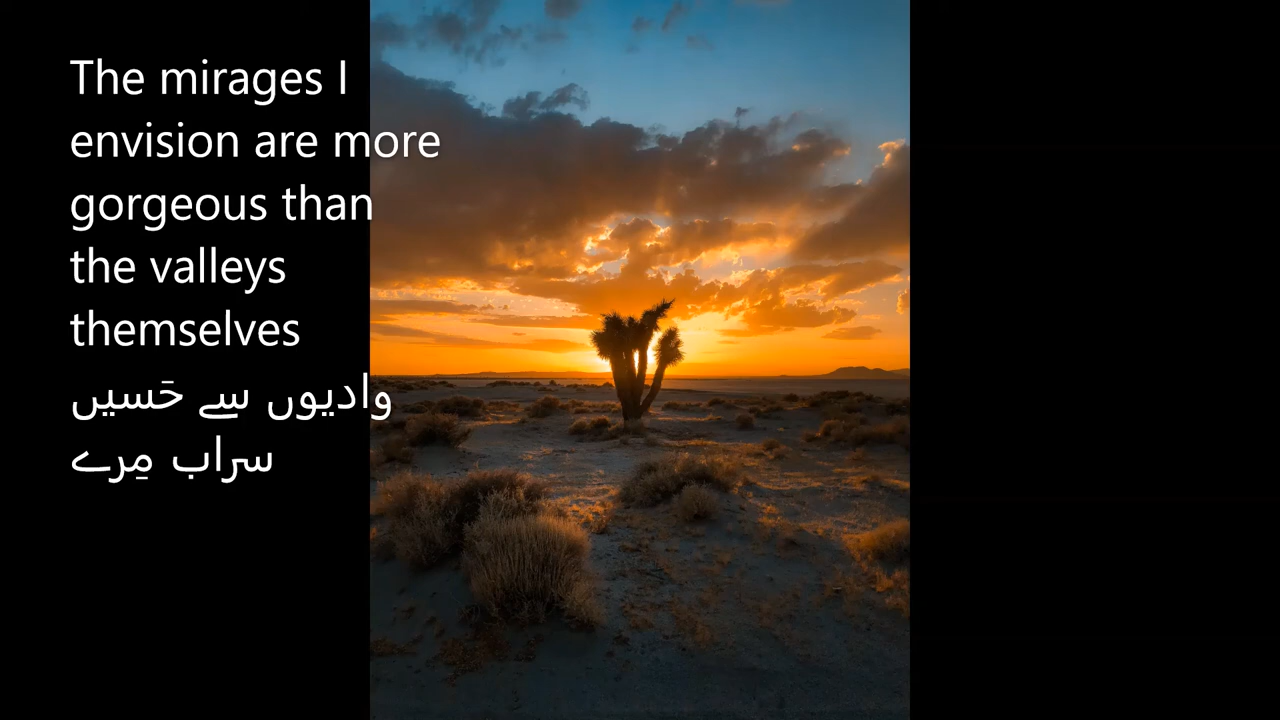 The mirages I
envision are more
gorgeous than
the valleys
themselves
وادیوں سے حَسیں
سراب مِرے